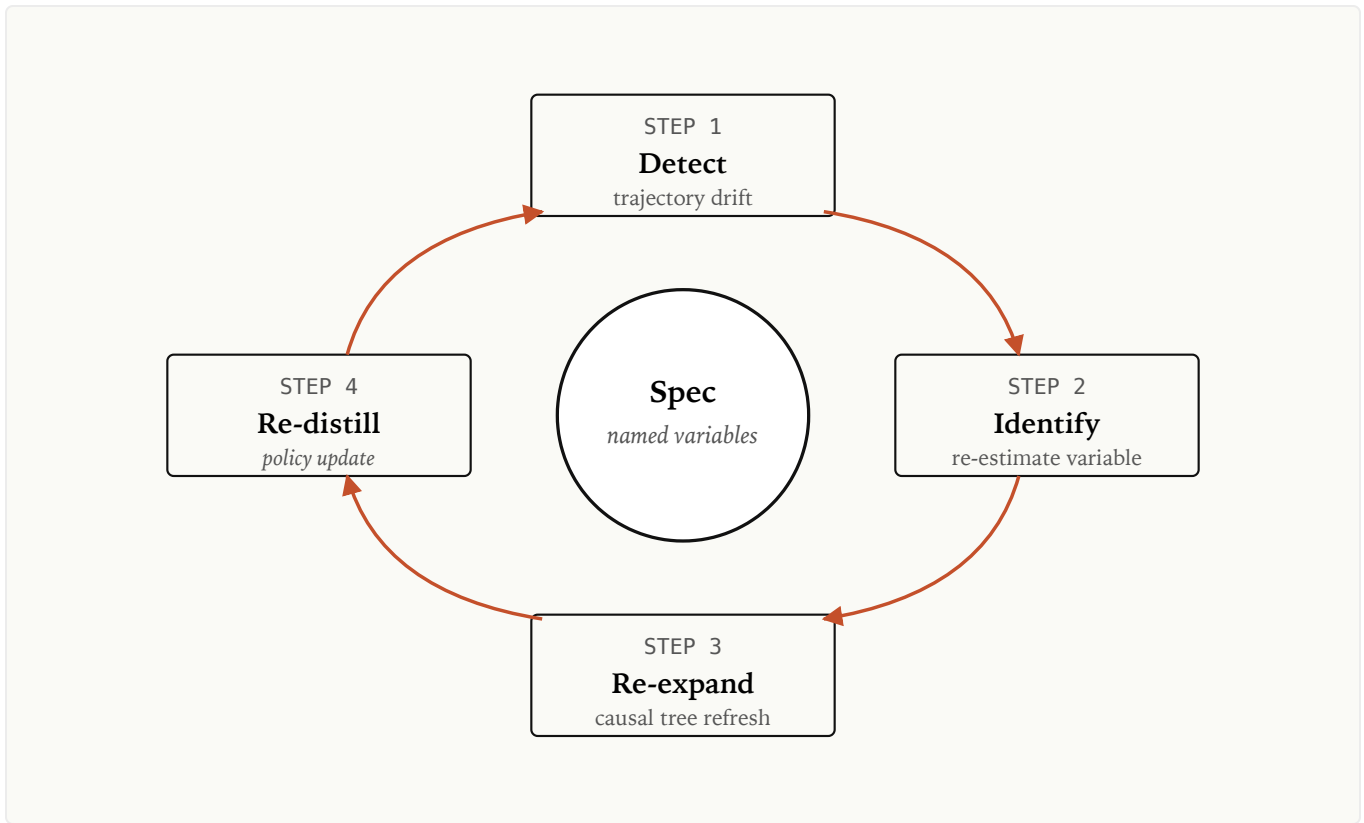 STEP 1
Detect
trajectory drift
STEP 4
Re-distill
policy update
Spec
named variables
STEP 2
Identify
re-estimate variable
STEP 3
Re-expand
causal tree refresh